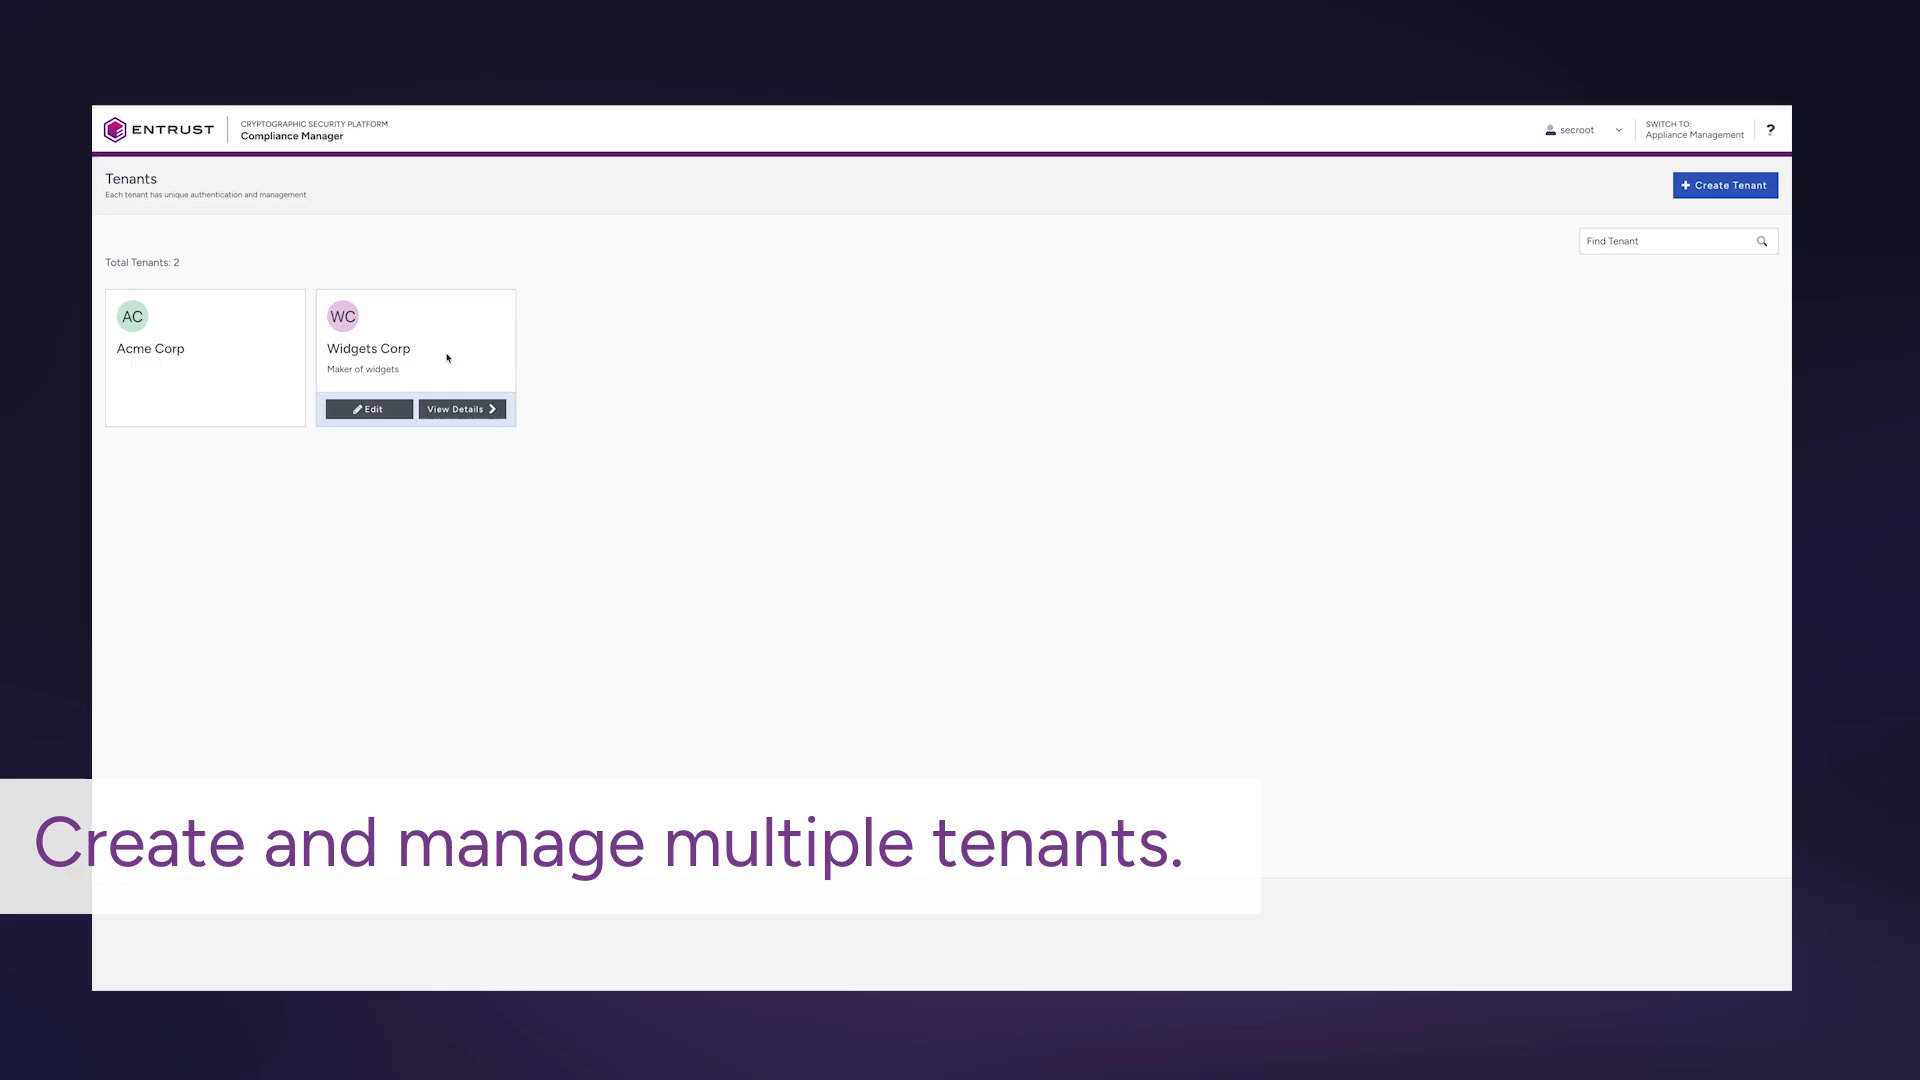 ENTRUST
CRYPTOGRAPHIC SECURITY PLATFORM
Compliance Manager
secroot
SWITCH TO:
Appliance Management
?
Tenants
Each tenant has unique authentication and management
+ Create Tenant
Find Tenant
Total Tenants: 2
AC
Acme Corp
WC
Widgets Corp
Maker of widgets
Edit
View Details
Create and manage multiple tenants.